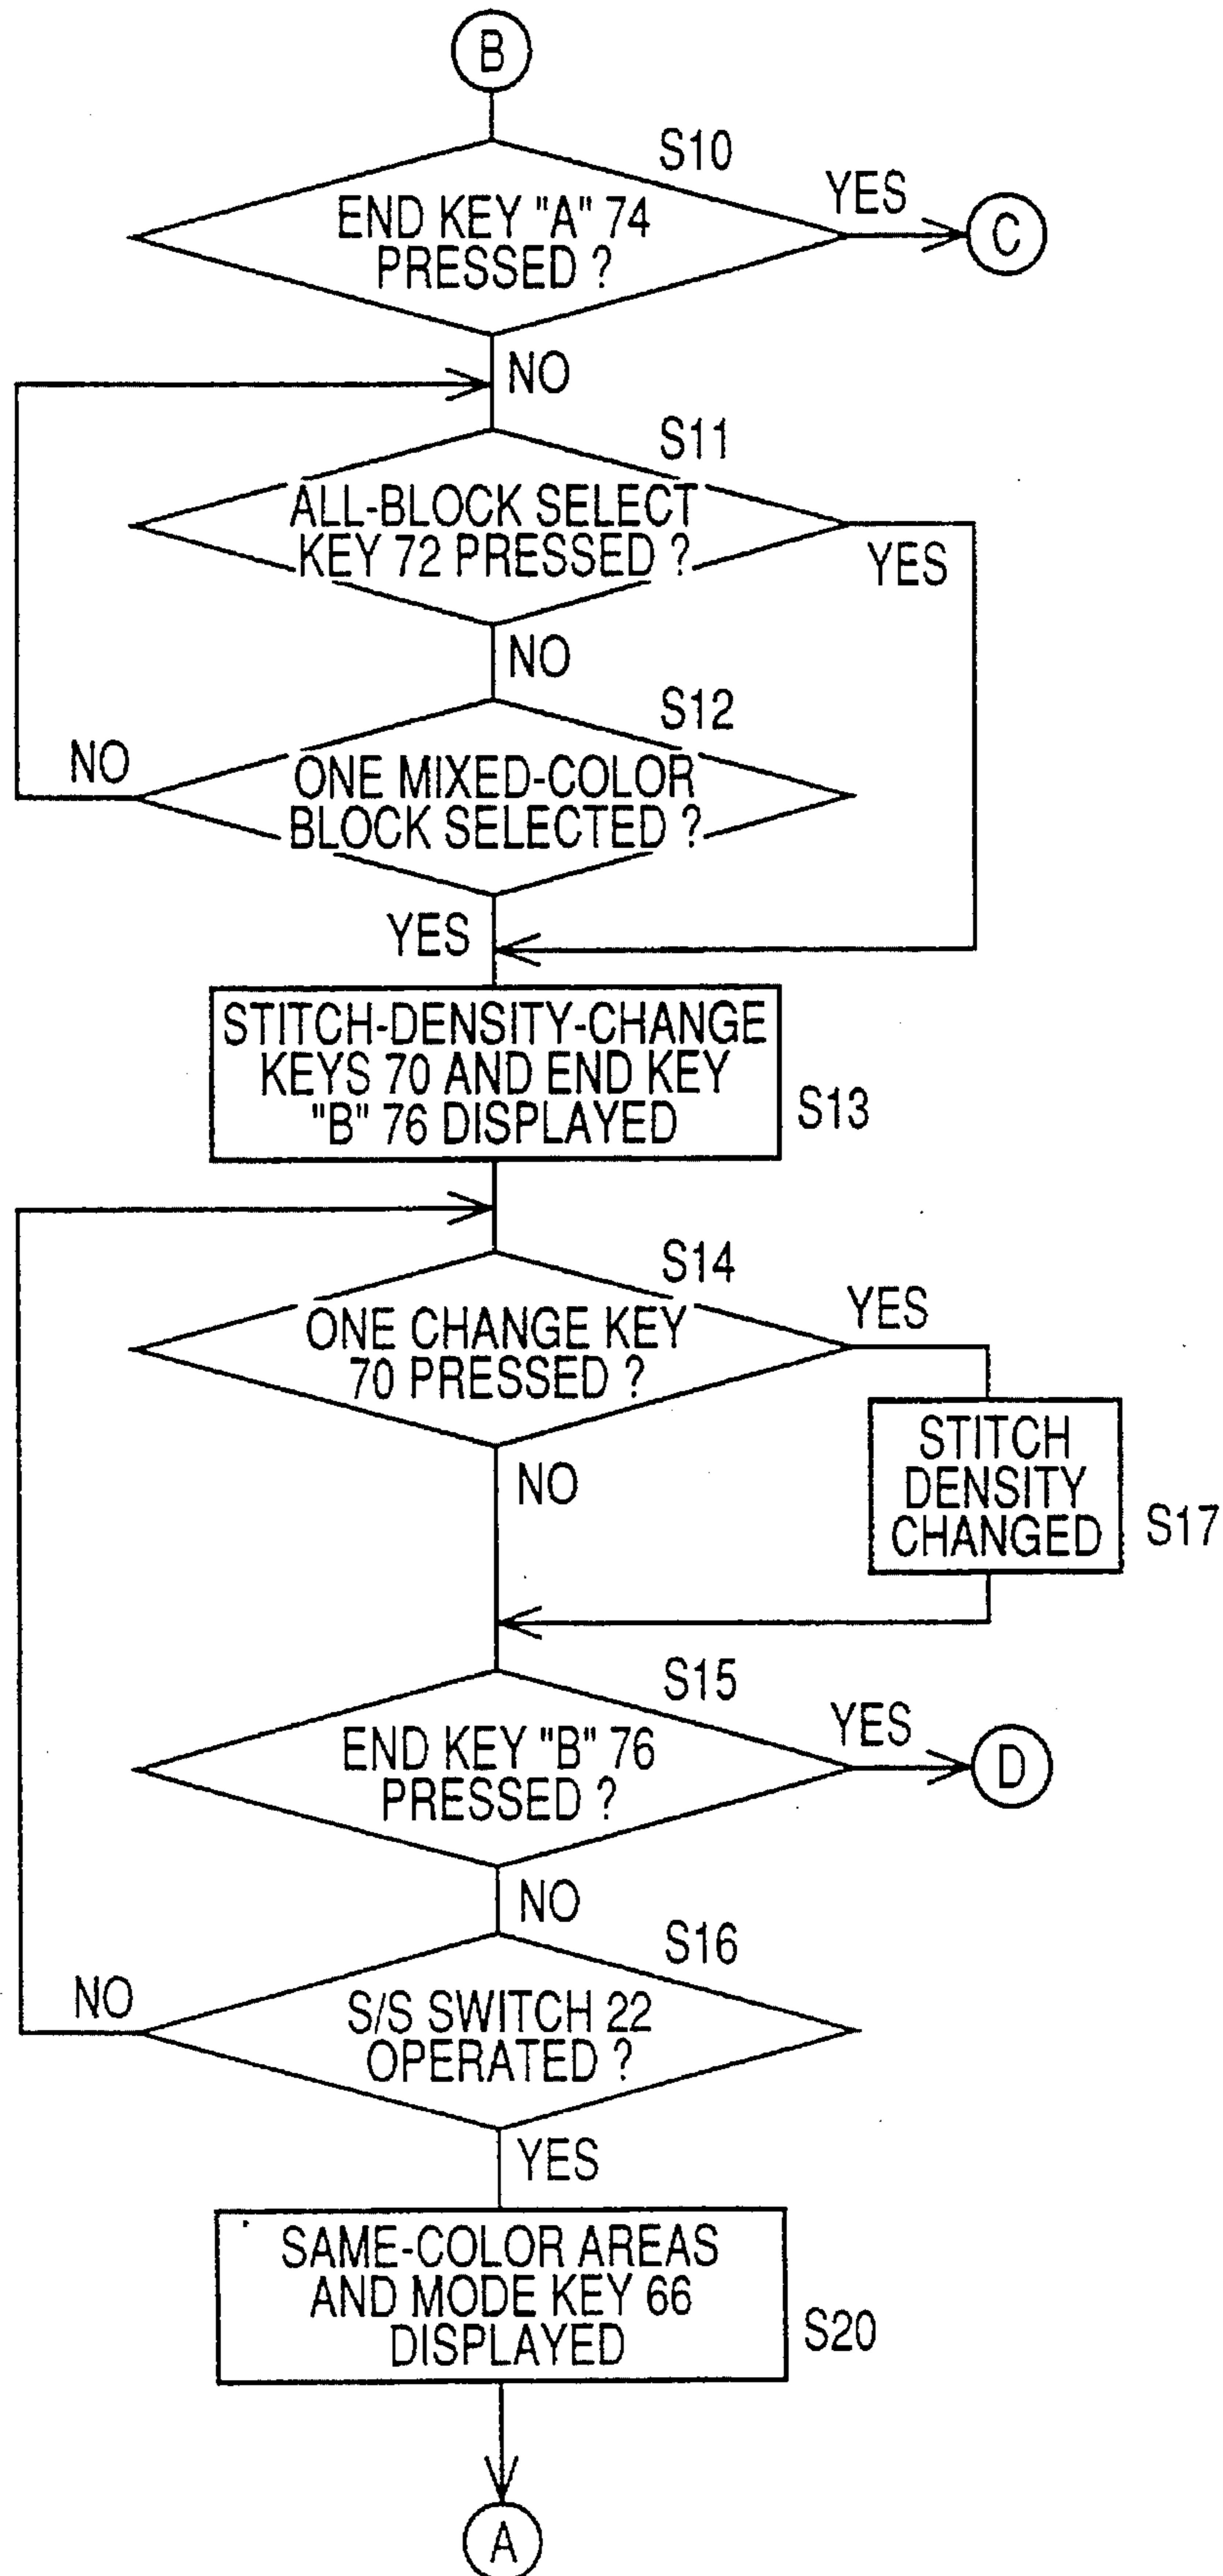 B
S10
END KEY "A" 74
PRESSED ?
YES
C
NO
S11
ALL-BLOCK SELECT
KEY 72 PRESSED ?
YES
NO
S12
NO
ONE MIXED-COLOR
BLOCK SELECTED ?
YES
STITCH-DENSITY-CHANGE
KEYS 70 AND END KEY
"B" 76 DISPLAYED
S13
S14
ONE CHANGE KEY
70 PRESSED ?
YES
NO
STITCH
DENSITY
CHANGED
S17
S15
END KEY "B" 76
PRESSED ?
YES
D
NO
S16
NO
S/S SWITCH 22
OPERATED ?
YES
SAME-COLOR AREAS
AND MODE KEY 66
DISPLAYED
S20
A